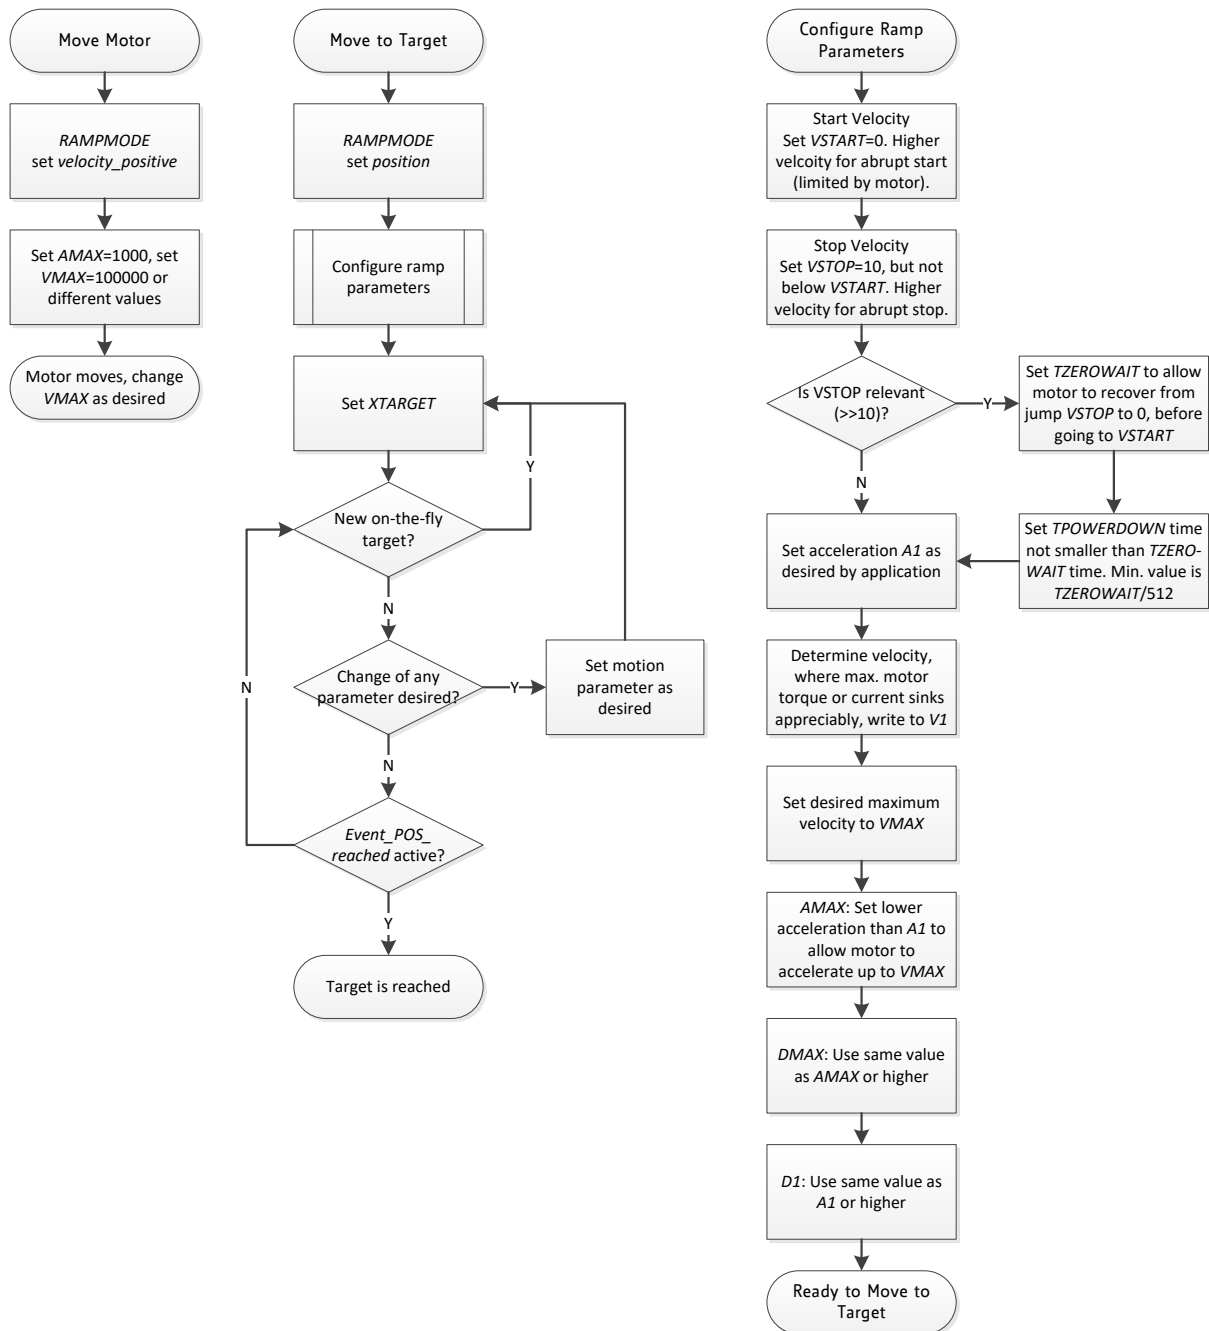 Move Motor
RAMPMODE
set velocity_positive
Set AMAX=1000, set
VMAX=100000 or
different values
Motor moves, change
VMAX as desired
Move to Target
RAMPMODE
set position
Configure ramp
parameters
Set XTARGET
New on-the-fly
target?
Y
N
Change of any
parameter desired?
Y
Set motion
parameter as
desired
N
N
Event_POS_
reached active?
Y
Target is reached
Configure Ramp
Parameters
Start Velocity
Set VSTART=0. Higher
velcoity for abrupt start
(limited by motor).
Stop Velocity
Set VSTOP=10, but not
below VSTART. Higher
velocity for abrupt stop.
Is VSTOP relevant
(>>10)?
Y
Set TZEROWAIT to allow
motor to recover from
jump VSTOP to 0, before
going to VSTART
Set TPOWERDOWN time
not smaller than TZERO-
WAIT time. Min. value is
TZEROWAIT/512
N
Set acceleration A1 as
desired by application
Determine velocity,
where max. motor
torque or current sinks
appreciably, write to V1
Set desired maximum
velocity to VMAX
AMAX: Set lower
acceleration than A1 to
allow motor to
accelerate up to VMAX
DMAX: Use same value
as AMAX or higher
D1: Use same value as
A1 or higher
Ready to Move to
Target